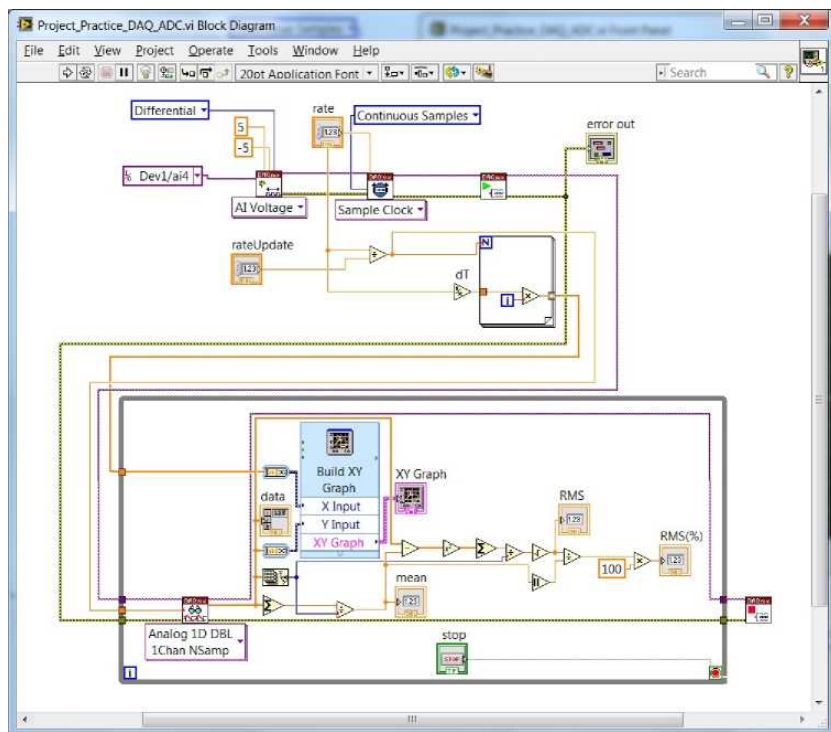 Project_Practice_DAQ_ADC.vi Block Diagram
File Edit View Project Operate Tools Window Help
20pt Application Font
Search
Differential
rate
Continuous Samples
error out
5
-5
Dev1/ai4
AI Voltage
Sample Clock
rateUpdate
N
dT
i
Build XY
Graph
XY Graph
data
X Input
Y Input
XY Graph
RMS
RMS(%)
100
mean
Analog 1D DBL
1Chan NSamp
stop
STOP
i